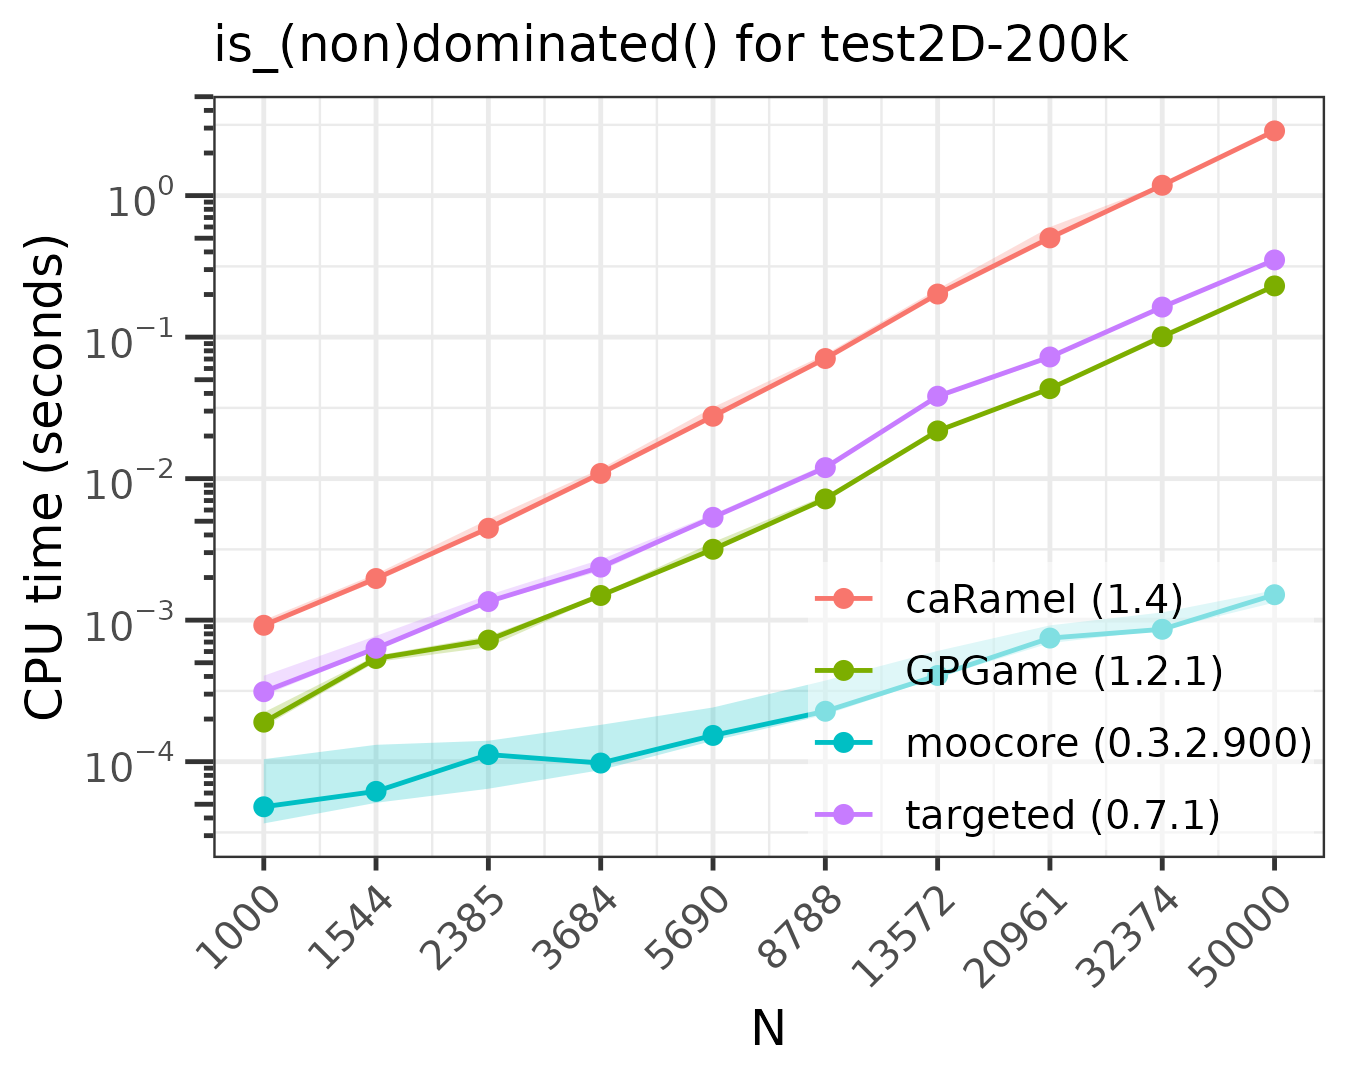 is_(non)dominated() for test2D-200k
CPU time (seconds)
10⁰
10⁻¹
10⁻²
10⁻³
10⁻⁴
caRamel (1.4)
GPGame (1.2.1)
moocore (0.3.2.900)
targeted (0.7.1)
1000 1544 2385 3684 5690 8788 13572 20961 32374 50000
N